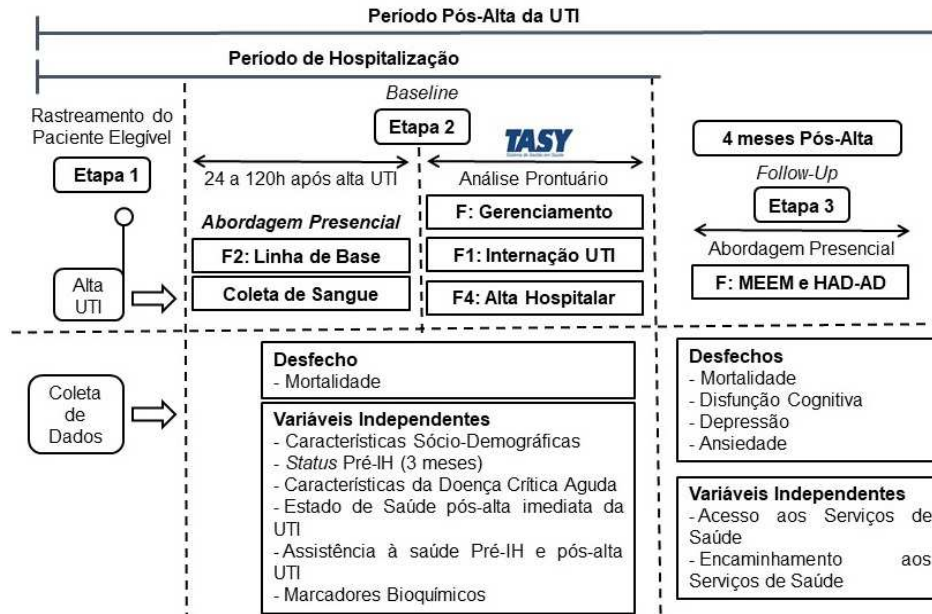 Período Pós-Alta da UTI
Período de Hospitalização
Rastreamento do
Paciente Elegível
Etapa 1
Alta
UTI
Baseline
Etapa 2
24 a 120h após alta UTI
Abordagem Presencial
F2: Linha de Base
Coleta de Sangue
TASY
Análise Prontuário
F: Gerenciamento
F1: Internação UTI
F4: Alta Hospitalar
4 meses Pós-Alta
Follow-Up
Etapa 3
Abordagem Presencial
F: MEEM e HAD-AD
Coleta
de
Dados
Desfecho
- Mortalidade
Variáveis Independentes
- Características Sócio-Demográficas
- Status Pré-IH (3 meses)
- Características da Doença Crítica Aguda
- Estado de Saúde pós-alta imediata da
UTI
- Assistência à saúde Pré-IH e pós-alta
UTI
- Marcadores Bioquímicos
Desfechos
- Mortalidade
- Disfunção Cognitiva
- Depressão
- Ansiedade
Variáveis Independentes
- Acesso aos Serviços de
Saúde
- Encaminhamento aos
Serviços de Saúde